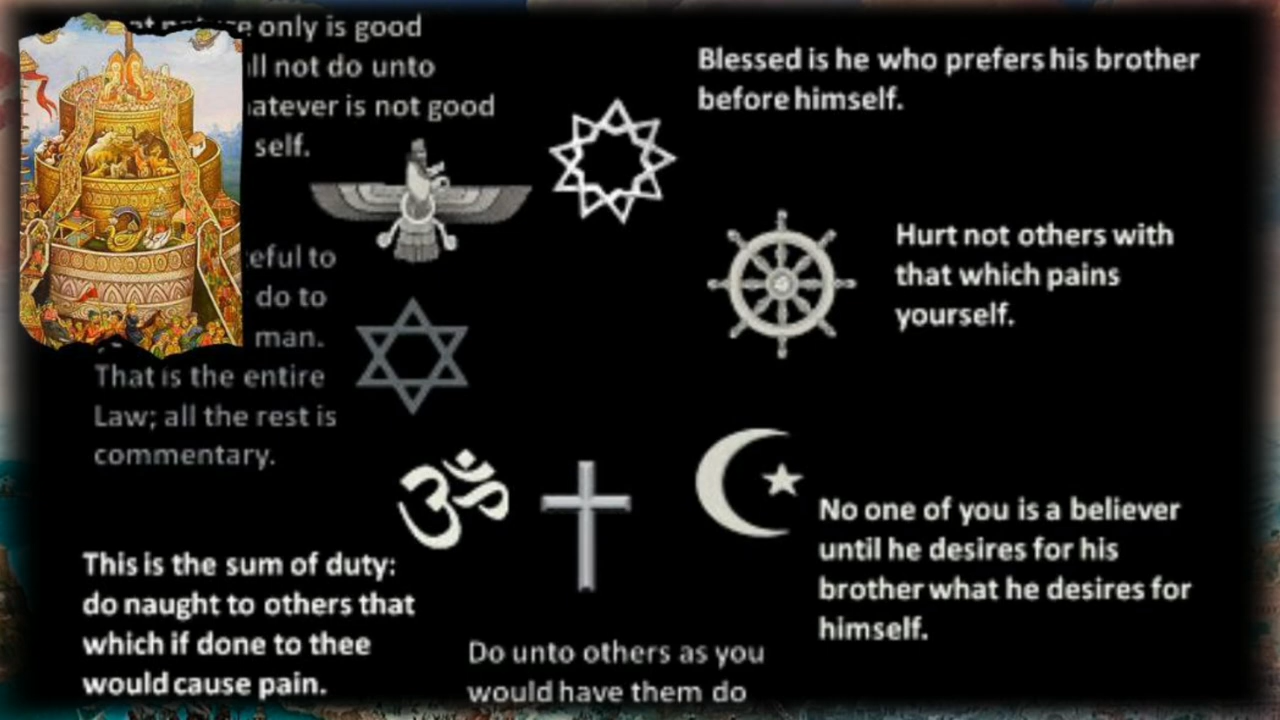 only is good
not do unto
is not good
self.
Blessed is he who prefers his brother
before himself.
Hurt not others with
that which pains
yourself.
to
do to
man.
That is the entire
Law; all the rest is
commentary.
No one of you is a believer
until he desires for his
brother what he desires for
himself.
This is the sum of duty:
do naught to others that
which if done to thee
would cause pain.
Do unto others as you
would have them do